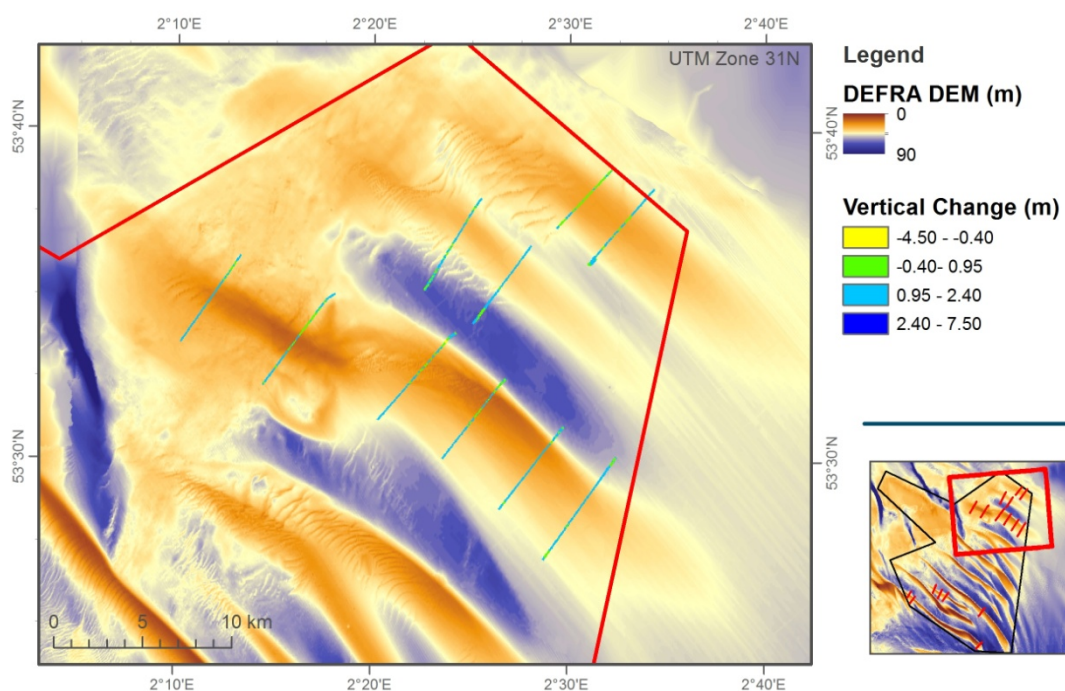 2°10'E 2°20'E 2°30'E 2°40'E
UTM Zone 31N
53°40'N 53°40'N
53°30'N 53°30'N
0 5 10 km
2°10'E 2°20'E 2°30'E 2°40'E
Legend
DEFRA DEM (m)
0
90
Vertical Change (m)
-4.50 - -0.40
-0.40- 0.95
0.95 - 2.40
2.40 - 7.50